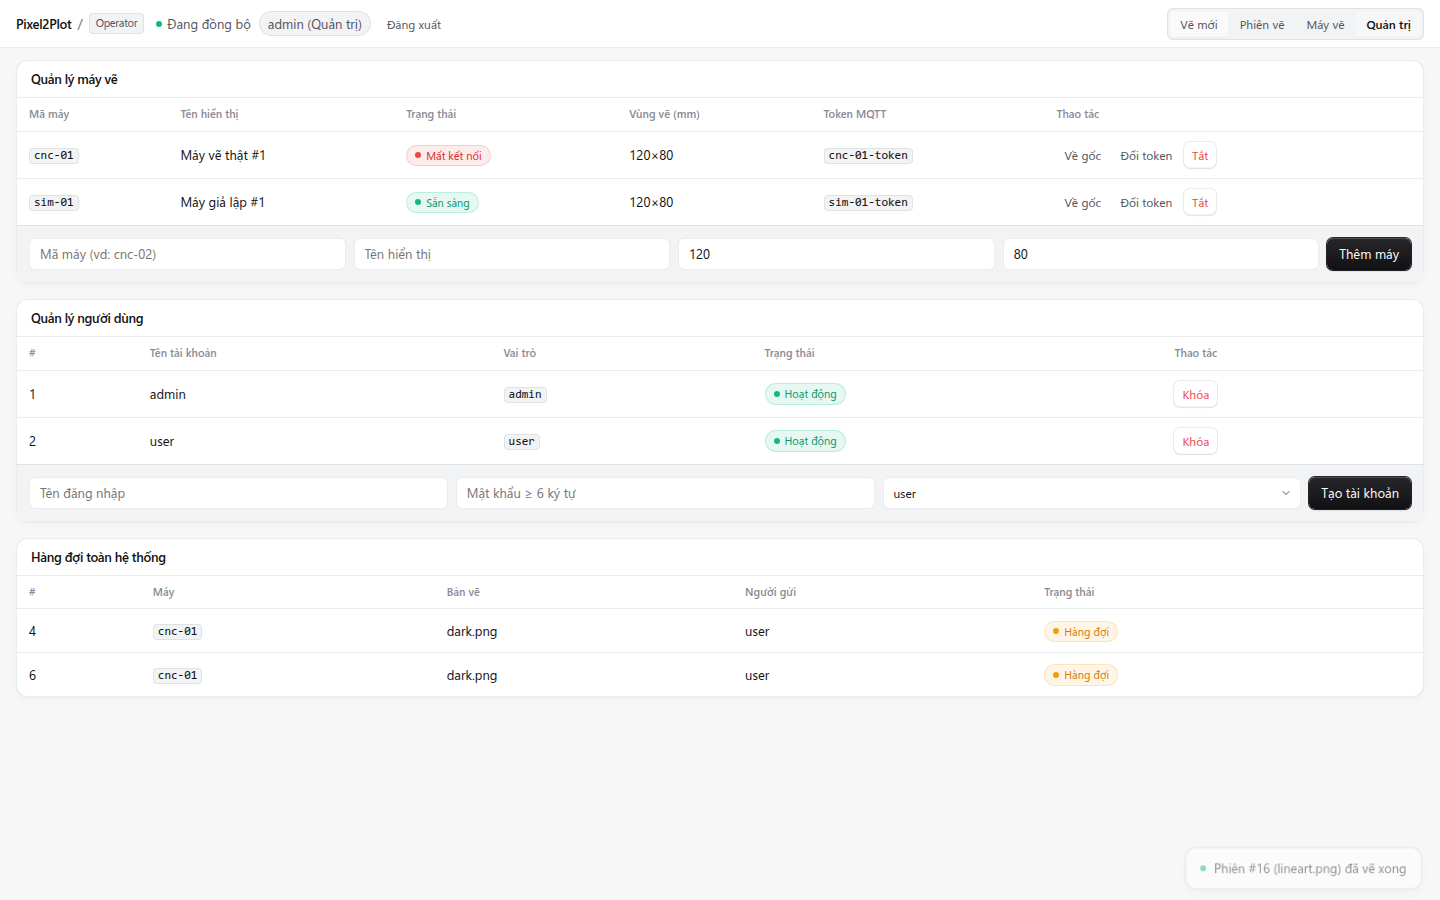 Pixel2Plot / Operator Đang đồng bộ admin (Quản trị) Đăng xuất Vẽ mới Phiên vẽ Máy vẽ Quản trị
Quản lý máy vẽ
Mã máy Tên hiển thị Trạng thái Vùng vẽ (mm) Token MQTT Thao tác
cnc-01 Máy vẽ thật #1 Mất kết nối 120×80 cnc-01-token Về gốc Đổi token Tắt
sim-01 Máy giả lập #1 Sẵn sàng 120×80 sim-01-token Về gốc Đổi token Tắt
Mã máy (vd: cnc-02) Tên hiển thị 120 80 Thêm máy
Quản lý người dùng
# Tên tài khoản Vai trò Trạng thái Thao tác
1 admin admin Hoạt động Khóa
2 user user Hoạt động Khóa
Tên đăng nhập Mật khẩu ≥ 6 ký tự user Tạo tài khoản
Hàng đợi toàn hệ thống
# Máy Bản vẽ Người gửi Trạng thái
4 cnc-01 dark.png user Hàng đợi
6 cnc-01 dark.png user Hàng đợi
Phiên #16 (lineart.png) đã vẽ xong